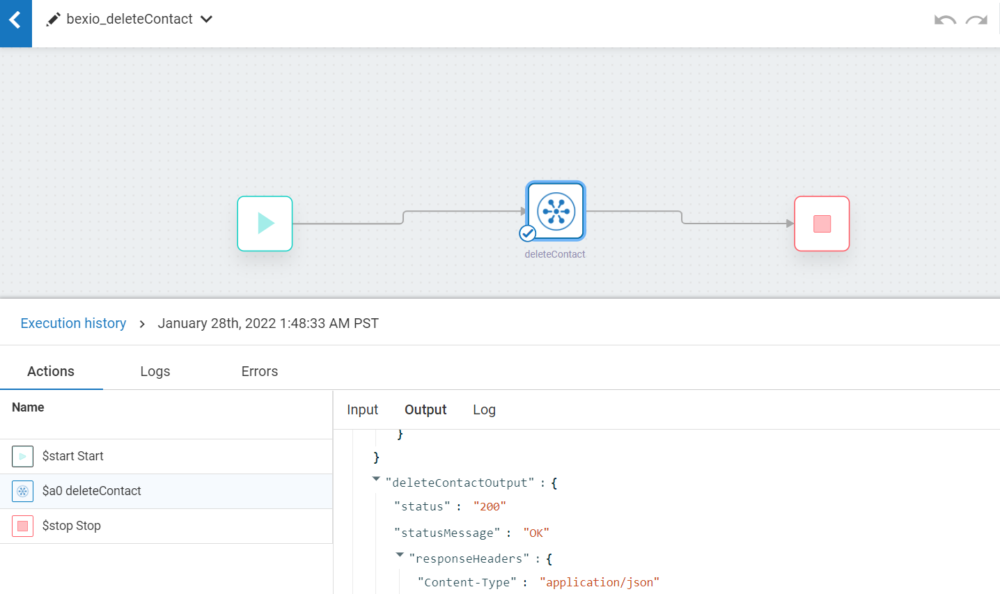 bexio_deleteContact
deleteContact
Execution history > January 28th, 2022 1:48:33 AM PST
Actions Logs Errors
Name
Input Output Log
$start Start
$a0 deleteContact
$stop Stop
}
}
"deleteContactOutput" : {
"status" : "200"
"statusMessage" : "OK"
"responseHeaders" : {
"Content-Type" : "application/json"